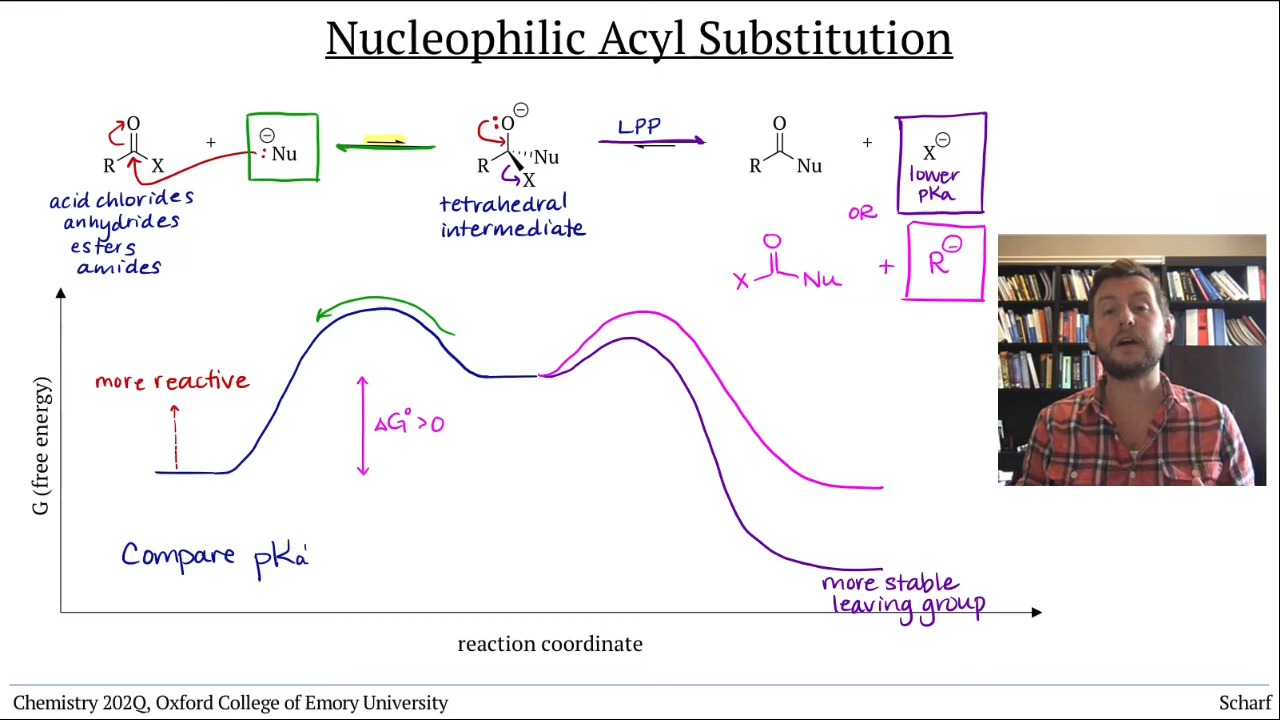 Nucleophilic Acyl Substitution
O
R X
+
⊖
:Nu
⊖
:O
R Nu
X
LPP
O
R Nu
+
X⊖
lower
pKa
OR
O
X Nu
+
R⊖
acid chlorides
anhydrides
esters
amides
tetrahedral
intermediate
more reactive
ΔG° >0
G (free energy)
Compare pKa'
more stable
leaving group
reaction coordinate
Chemistry 202Q, Oxford College of Emory University
Scharf